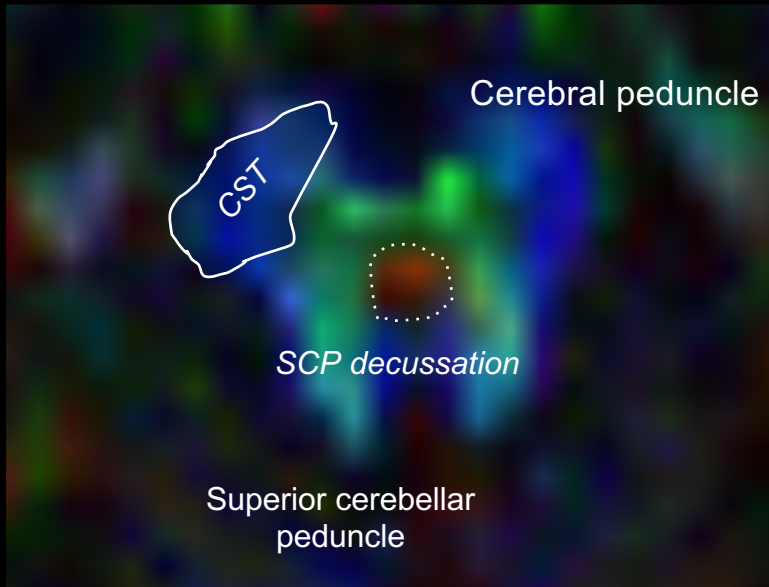 Cerebral peduncle
CST
SCP decussation
Superior cerebellar
peduncle